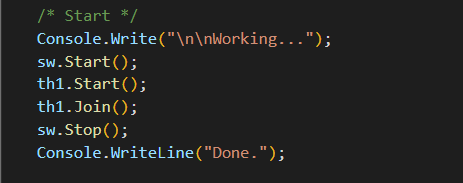 /* Start */
Console.Write("\n\nWorking...");
sw.Start();
th1.Start();
th1.Join();
sw.Stop();
Console.WriteLine("Done.");